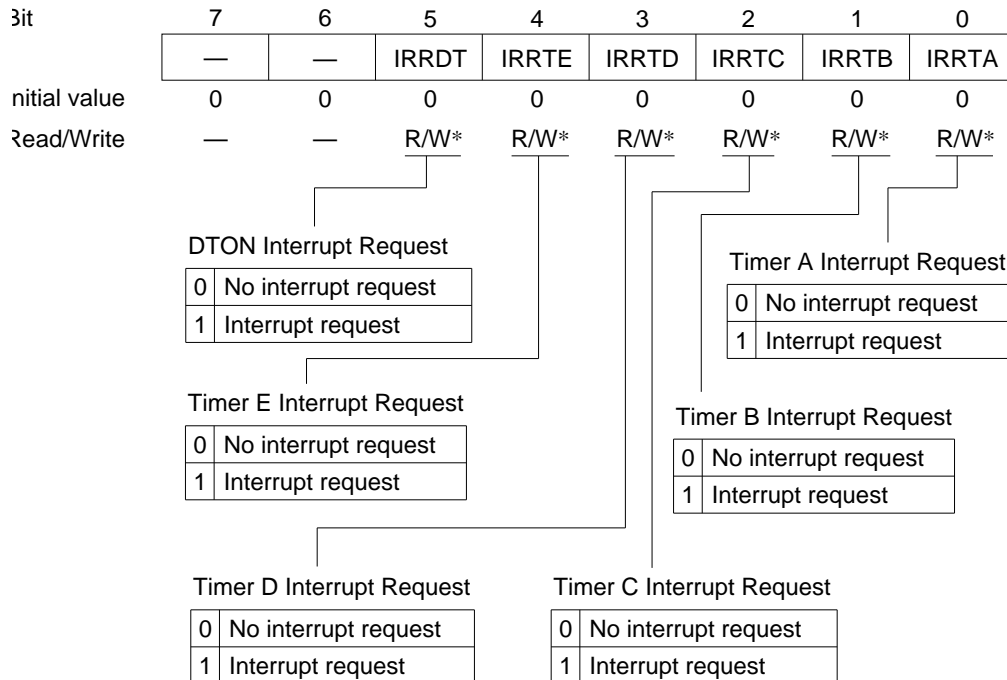 Bit 7 6 5 4 3 2 1 0
— — IRRDT IRRTE IRRTD IRRTC IRRTB IRRTA
Initial value 0 0 0 0 0 0 0 0
Read/Write — — R/W* R/W* R/W* R/W* R/W* R/W*
DTON Interrupt Request
0 No interrupt request
1 Interrupt request
Timer A Interrupt Request
0 No interrupt request
1 Interrupt request
Timer E Interrupt Request
0 No interrupt request
1 Interrupt request
Timer B Interrupt Request
0 No interrupt request
1 Interrupt request
Timer D Interrupt Request
0 No interrupt request
1 Interrupt request
Timer C Interrupt Request
0 No interrupt request
1 Interrupt request